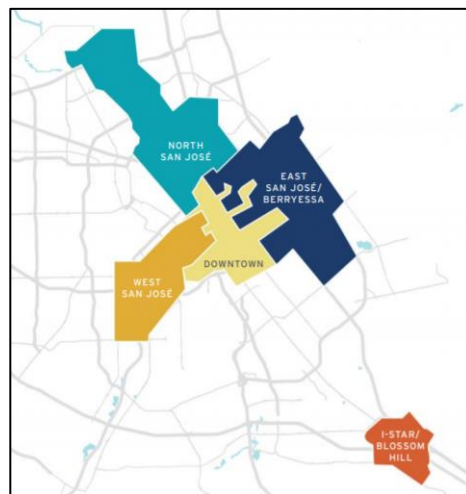 NORTH
SAN JOSÉ
EAST
SAN JOSÉ/
BERRYESSA
DOWNTOWN
WEST
SAN JOSÉ
I-STAR/
BLOSSOM
HILL